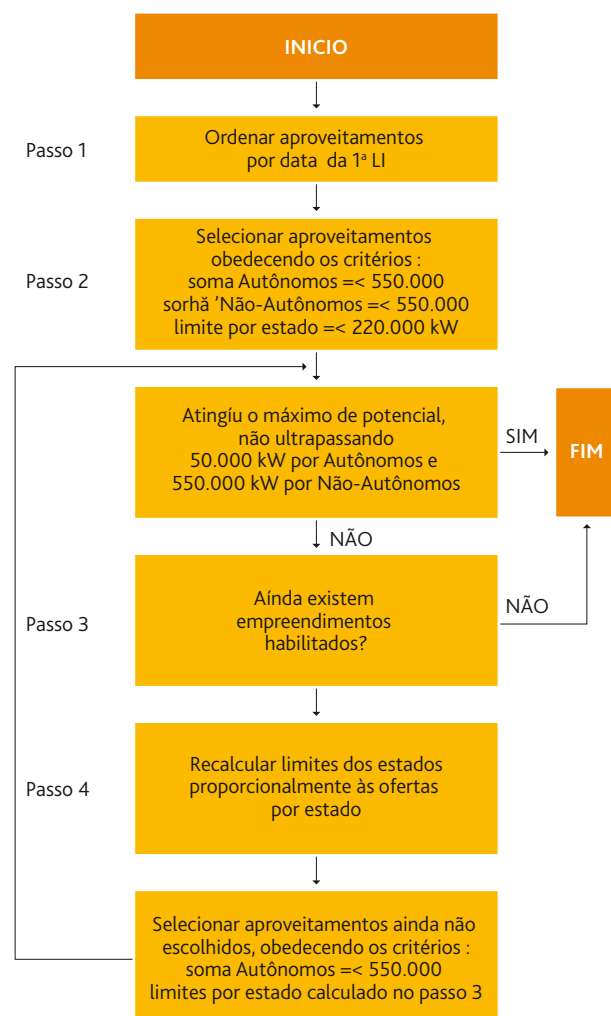 INICIO
Passo 1
Ordenar aproveitamentos
por data da 1ª LI
Passo 2
Selecionar aproveitamentos
obedecendo os critérios :
soma Autônomos =< 550.000
sorhă ’Não-Autônomos =< 550.000
limite por estado =< 220.000 kW
Atingíu o máximo de potencial,
não ultrapassando
50.000 kW por Autônomos e
550.000 kW por Não-Autônomos
SIM
FIM
NÃO
Passo 3
Aínda existem
empreendimentos
habilitados?
NÃO
Passo 4
Recalcular limites dos estados
proporcionalmente às ofertas
por estado
Selecionar aproveitamentos ainda não
escolhidos, obedecendo os critérios :
soma Autônomos =< 550.000
limites por estado calculado no passo 3